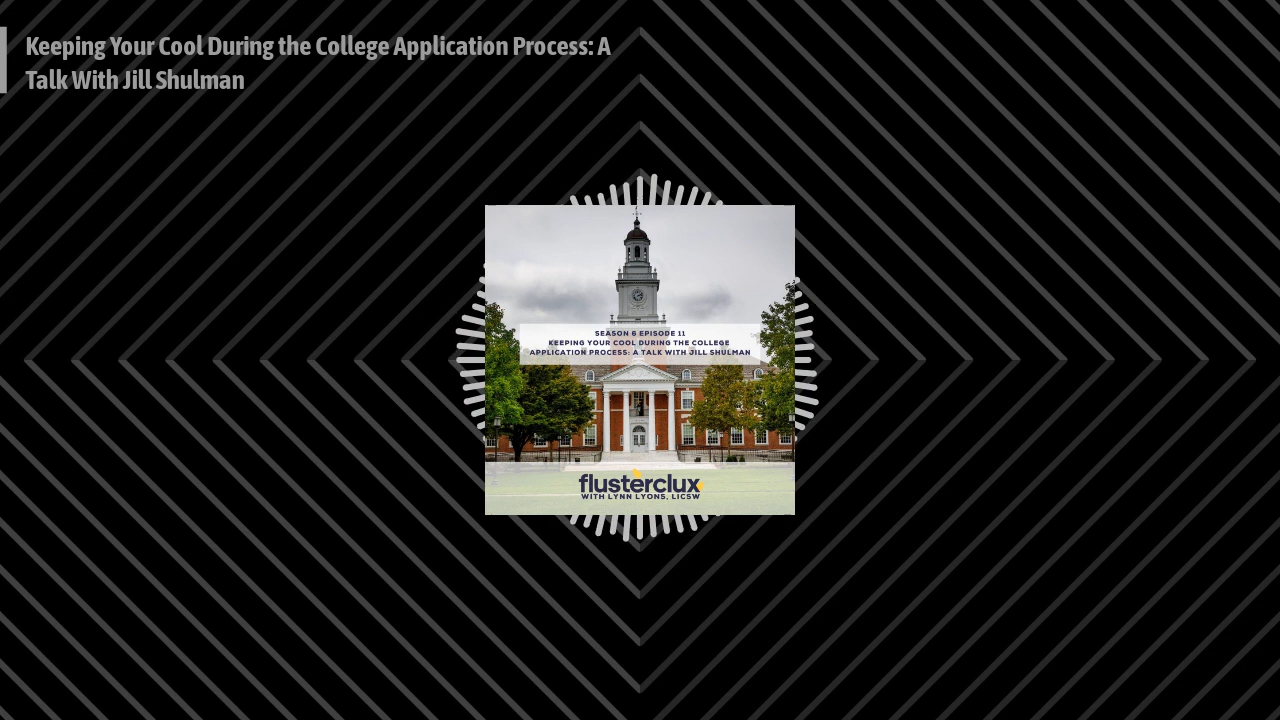 Keeping Your Cool During the College Application Process: A
Talk With Jill Shulman
SEASON 6 EPISODE 11
KEEPING YOUR COOL DURING THE COLLEGE
APPLICATION PROCESS: A TALK WITH JILL SHULMAN
flusterclux
WITH LYNN LYONS, LICSW